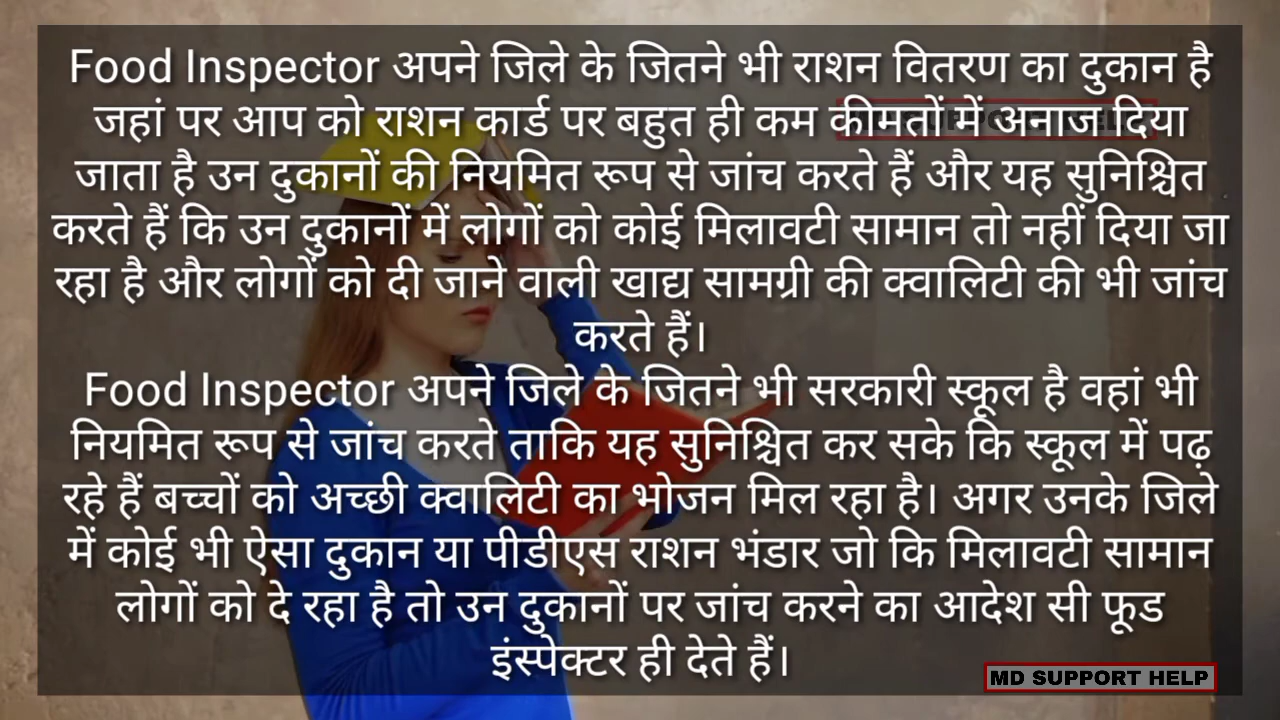 Food Inspector अपने जिले के जितने भी राशन वितरण का दुकान है
जहां पर आप को राशन कार्ड पर बहुत ही कम कीमतों में अनाज दिया
जाता है उन दुकानों की नियमित रूप से जांच करते हैं और यह सुनिश्चित
करते हैं कि उन दुकानों में लोगों को कोई मिलावटी सामान तो नहीं दिया जा
रहा है और लोगों को दी जाने वाली खाद्य सामग्री की क्वालिटी की भी जांच
करते हैं।
Food Inspector अपने जिले के जितने भी सरकारी स्कूल है वहां भी
नियमित रूप से जांच करते ताकि यह सुनिश्चित कर सके कि स्कूल में पढ़
रहे हैं बच्चों को अच्छी क्वालिटी का भोजन मिल रहा है। अगर उनके जिले
में कोई भी ऐसा दुकान या पीडीएस राशन भंडार जो कि मिलावटी सामान
लोगों को दे रहा है तो उन दुकानों पर जांच करने का आदेश सी फूड
इंस्पेक्टर ही देते हैं।
MD SUPPORT HELP